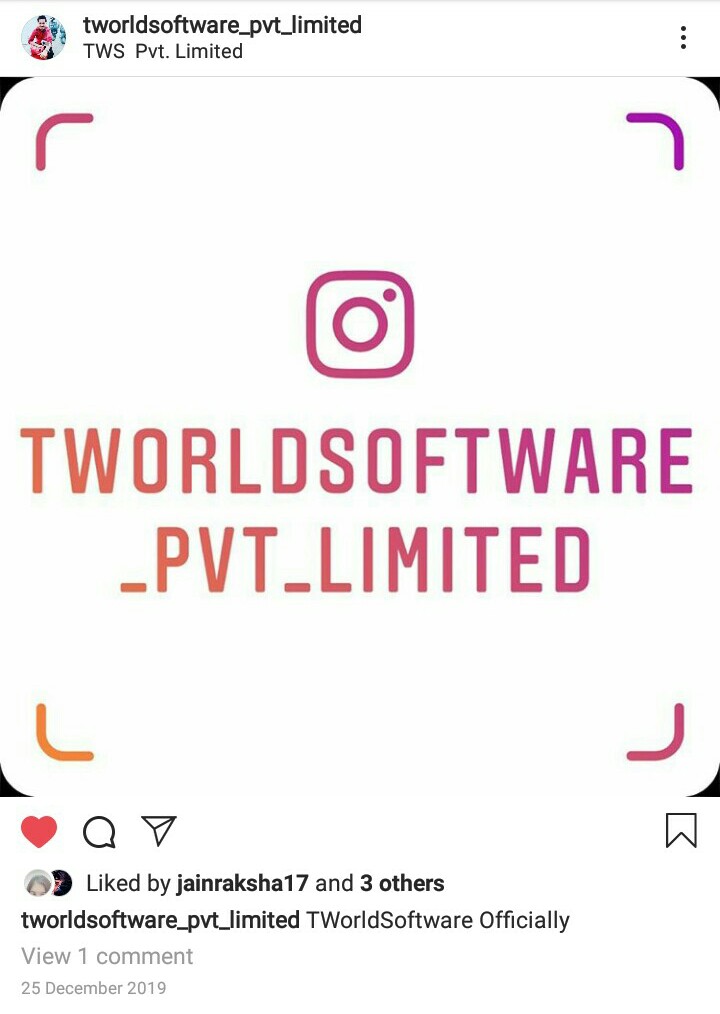 tworldsoftware_pvt_limited
TWS Pvt. Limited
TWORLDSOFTWARE
_PVT_LIMITED
Liked by jainraksha17 and 3 others
tworldsoftware_pvt_limited TWorldSoftware Officially
View 1 comment
25 December 2019